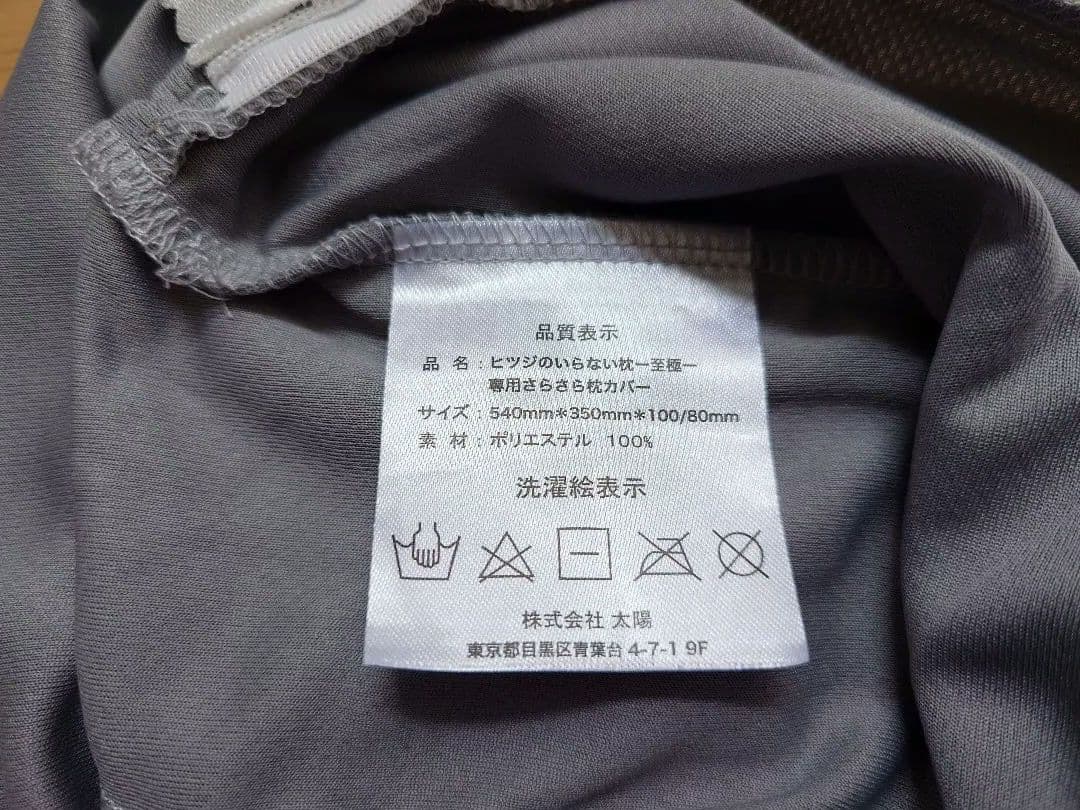 品質表示
品 名：ヒツジのいらない枕ー至極ー
専用さらさら枕カバー
サイズ：540mm*350mm*100/80mm
素 材：ポリエステル 100%
洗濯絵表示
株式会社 太陽
東京都目黒区青葉台 4-7-1 9F